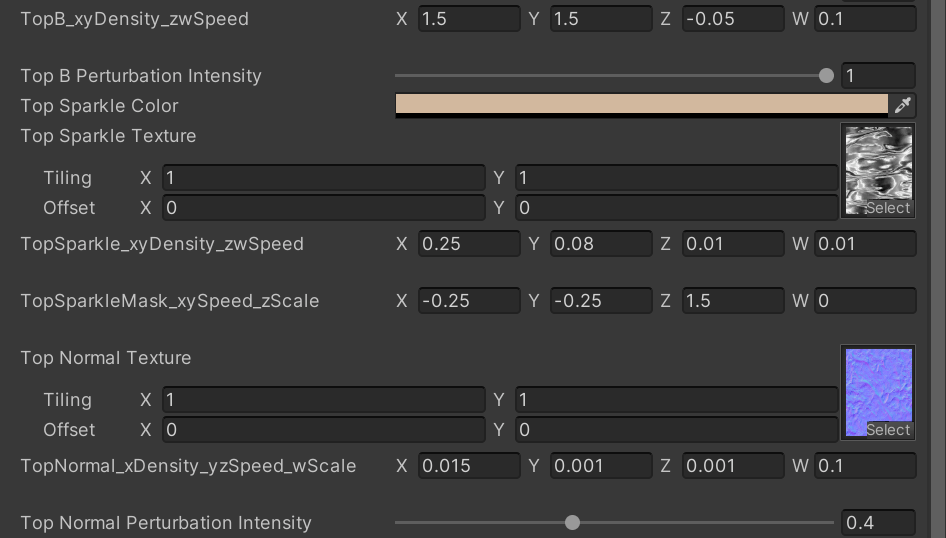 TopB_xyDensity_zwSpeed X 1.5 Y 1.5 Z -0.05 W 0.1
Top B Perturbation Intensity 1
Top Sparkle Color
Top Sparkle Texture
Tiling X 1 Y 1
Offset X 0 Y 0
Select
TopSparkle_xyDensity_zwSpeed X 0.25 Y 0.08 Z 0.01 W 0.01
TopSparkleMask_xySpeed_zScale X -0.25 Y -0.25 Z 1.5 W 0
Top Normal Texture
Tiling X 1 Y 1
Offset X 0 Y 0
Select
TopNormal_xDensity_yzSpeed_wScale X 0.015 Y 0.001 Z 0.001 W 0.1
Top Normal Perturbation Intensity 0.4